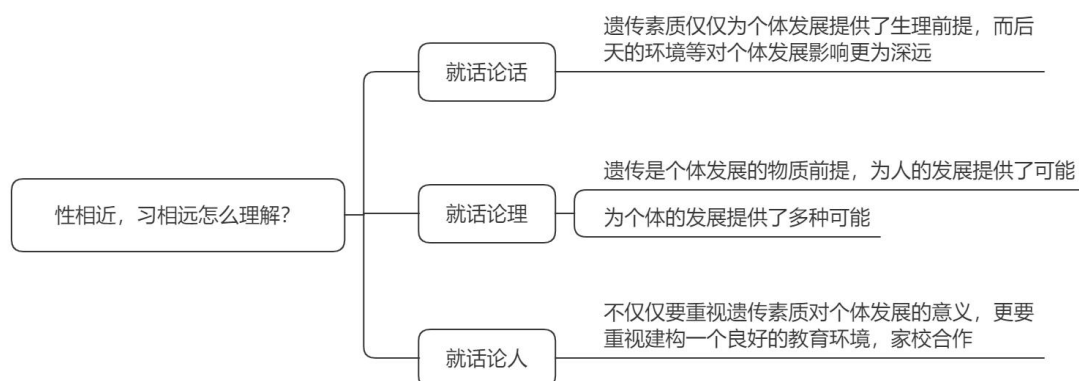 性相近，习相远怎么理解？
就话论话
遗传素质仅仅为个体发展提供了生理前提，而后
天的环境等对个体发展影响更为深远
就话论理
遗传是个体发展的物质前提，为人的发展提供了可能
为个体的发展提供了多种可能
就话论人
不仅仅要重视遗传素质对个体发展的意义，更要
重视建构一个良好的教育环境，家校合作